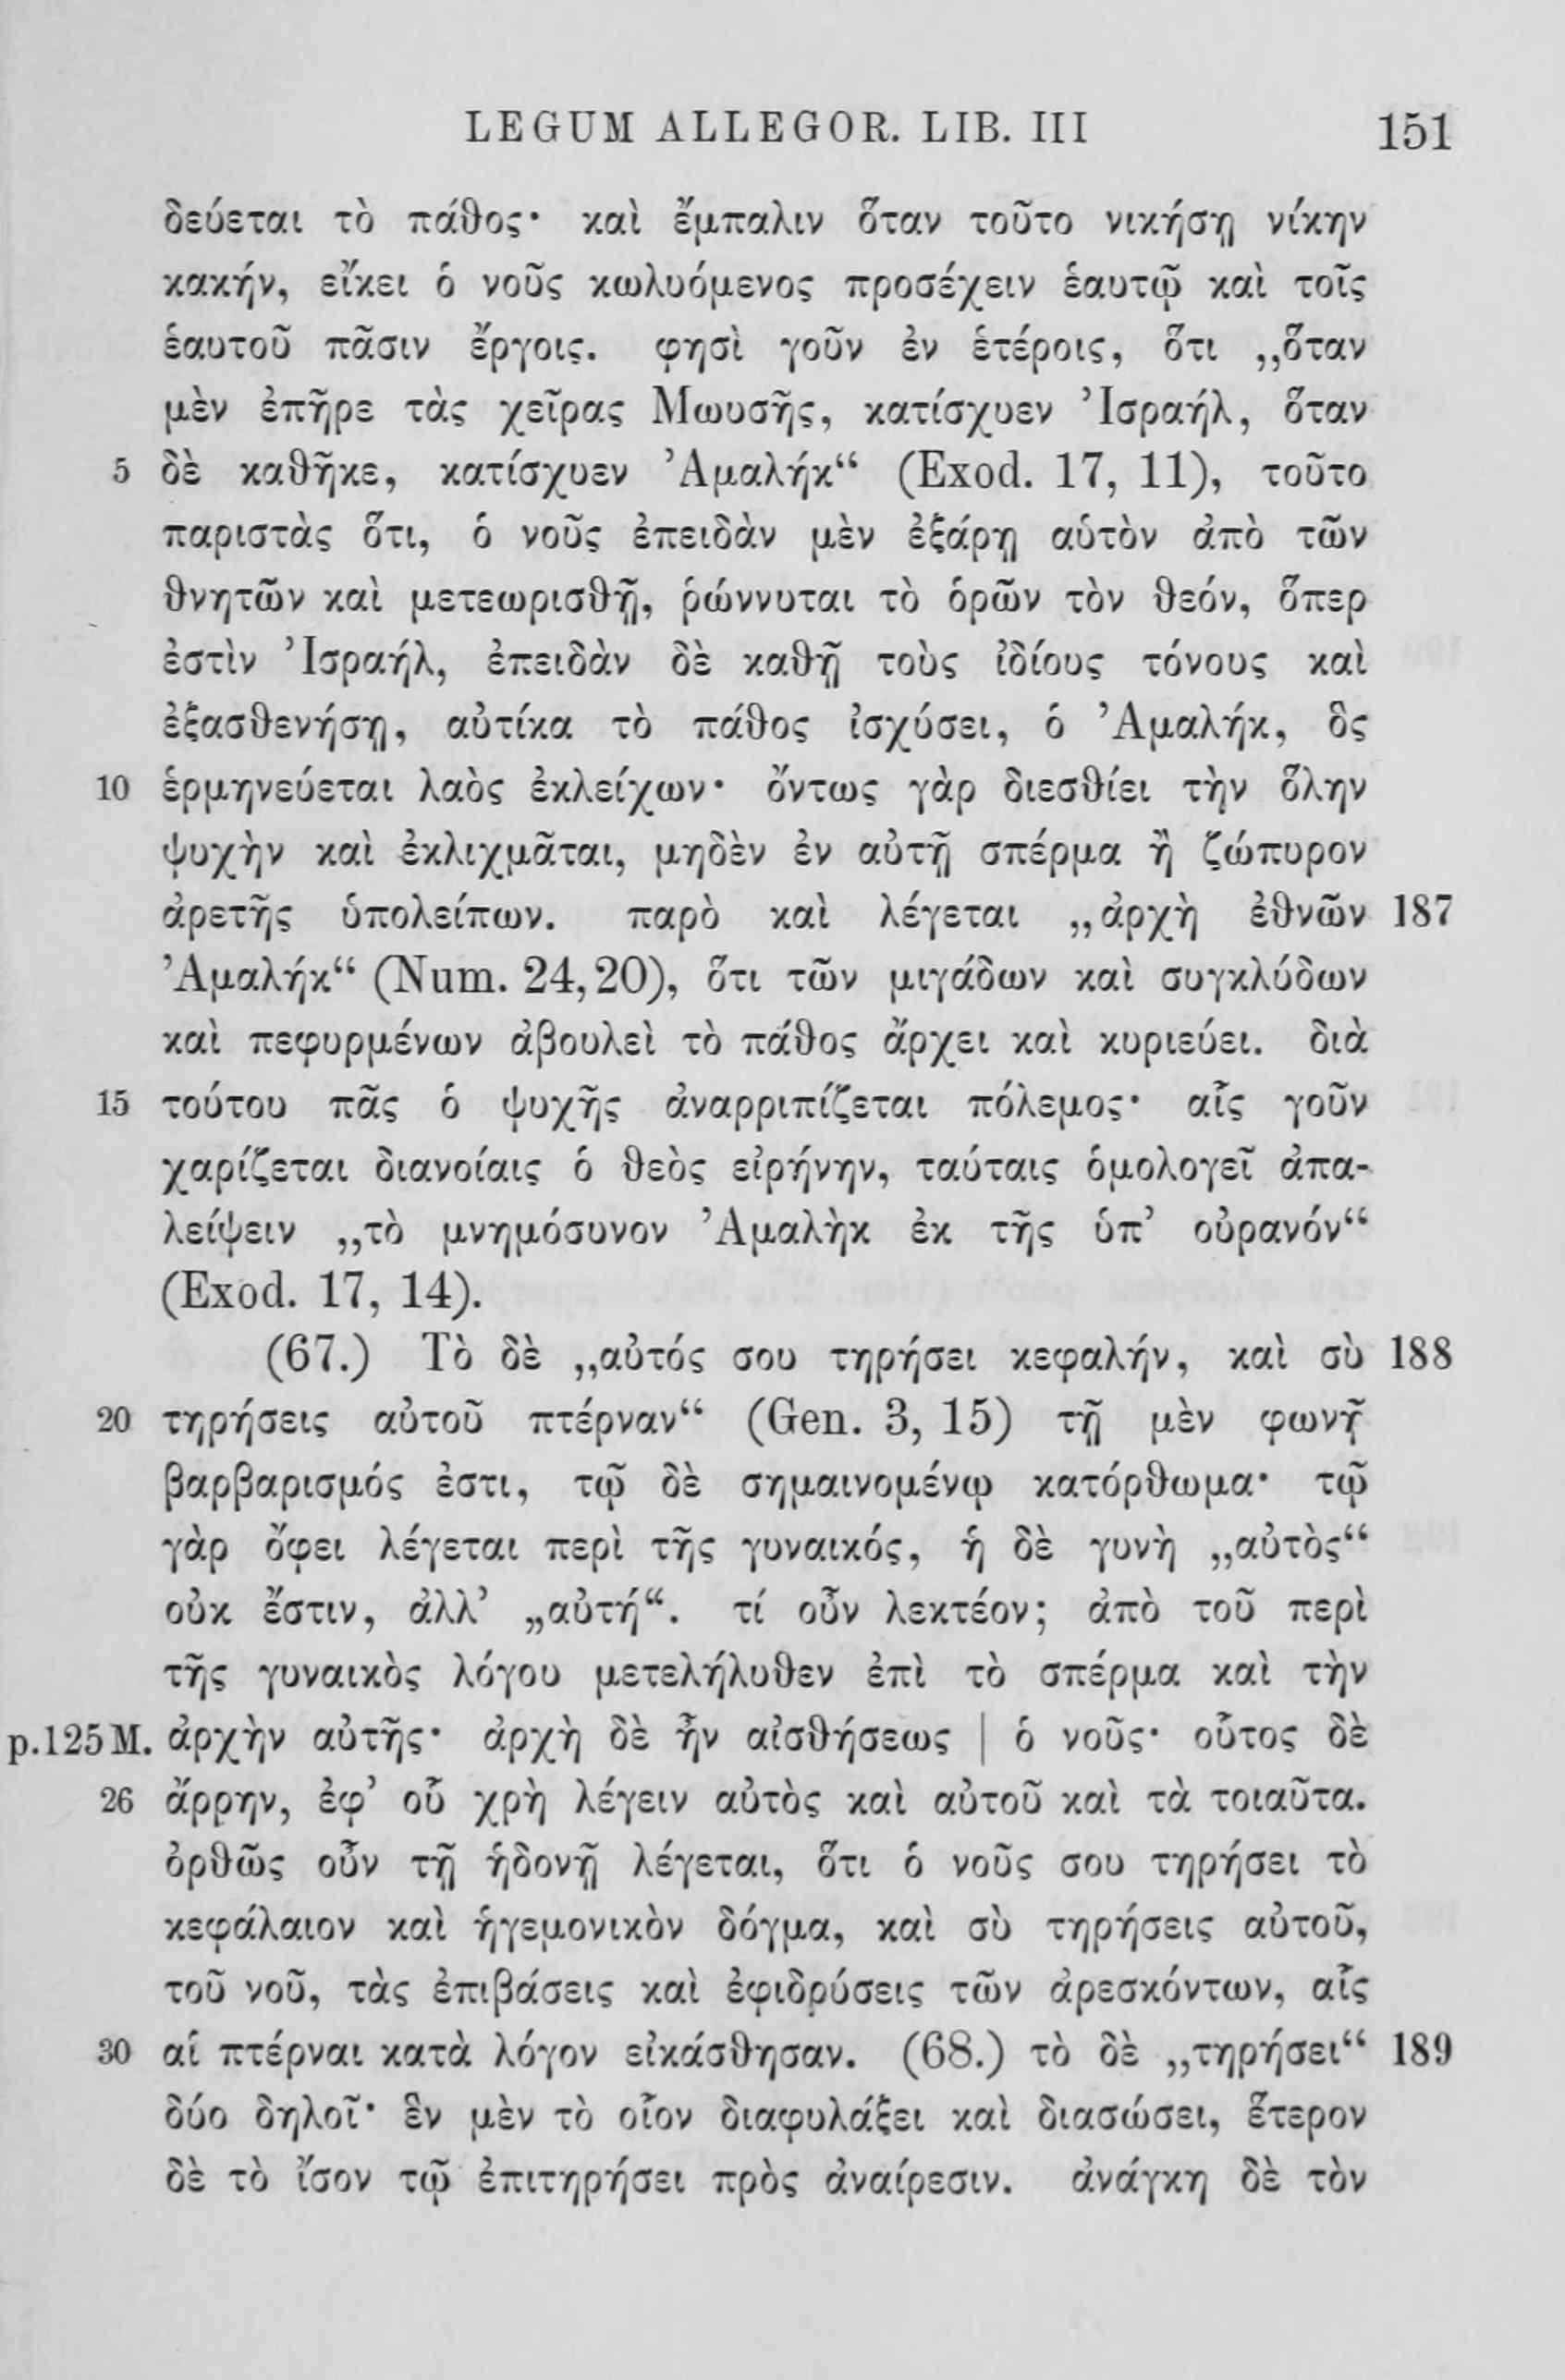 LEGUM ALLEGOR. LIB. III 151
δεύεται τὸ πάθος· καὶ ἔμπαλιν ὅταν τοῦτο νικήσῃ νίκην
κακήν, εἴκει ὁ νοῦς κωλυόμενος προσέχειν ἑαυτῷ καὶ τοῖς
ἑαυτοῦ πᾶσιν ἔργοις. φησὶ γοῦν ἐν ἑτέροις, ὅτι „ὅταν
μὲν ἐπῆρε τὰς χεῖρας Μωυσῆς, κατίσχυεν Ἰσραήλ, ὅταν
5 δὲ καθῆκε, κατίσχυεν Ἀμαλήκ“ (Exod. 17, 11), τοῦτο
παριστὰς ὅτι, ὁ νοῦς ἐπειδὰν μὲν ἐξάρῃ αὑτὸν ἀπὸ τῶν
θνητῶν καὶ μετεωρισθῇ, ῥώννυται τὸ ὁρῶν τὸν θεόν, ὅπερ
ἐστὶν Ἰσραήλ, ἐπειδὰν δὲ καθῇ τοὺς ἰδίους τόνους καὶ
ἐξασθενήσῃ, αὐτίκα τὸ πάθος ἰσχύσει, ὁ Ἀμαλήκ, ὃς
10 ἑρμηνεύεται λαὸς ἐκλείχων· ὄντως γὰρ διεσθίει τὴν ὅλην
ψυχὴν καὶ ἐκλιχμᾶται, μηδὲν ἐν αὐτῇ σπέρμα ἢ ζώπυρον
ἀρετῆς ὑπολείπων. παρὸ καὶ λέγεται „ἀρχὴ ἐθνῶν 187
Ἀμαλήκ“ (Num. 24, 20), ὅτι τῶν μιγάδων καὶ συγκλύδων
καὶ πεφυρμένων ἀβουλεὶ τὸ πάθος ἄρχει καὶ κυριεύει. διὰ
15 τούτου πᾶς ὁ ψυχῆς ἀναρριπίζεται πόλεμος· αἷς γοῦν
χαρίζεται διανοίαις ὁ θεὸς εἰρήνην, ταύταις ὁμολογεῖ ἀπα-
λείψειν „τὸ μνημόσυνον Ἀμαλὴκ ἐκ τῆς ὑπ’ οὐρανόν“
(Exod. 17, 14).
(67.) Τὸ δὲ „αὐτός σου τηρήσει κεφαλήν, καὶ σὺ 188
20 τηρήσεις αὐτοῦ πτέρναν“ (Gen. 3, 15) τῇ μὲν φωνῇ
βαρβαρισμός ἐστι, τῷ δὲ σημαινομένῳ κατόρθωμα· τῷ
γὰρ ὄφει λέγεται περὶ τῆς γυναικός, ἡ δὲ γυνὴ „αὐτὸς“
οὐκ ἔστιν, ἀλλ’ „αὐτή“. τί οὖν λεκτέον; ἀπὸ τοῦ περὶ
τῆς γυναικὸς λόγου μετελήλυθεν ἐπὶ τὸ σπέρμα καὶ τὴν
p.125 M. ἀρχὴν αὐτῆς· ἀρχὴ δὲ ἦν αἰσθήσεως | ὁ νοῦς· οὗτος δὲ
26 ἄρρην, ἐφ’ οὗ χρὴ λέγειν αὐτὸς καὶ αὐτοῦ καὶ τὰ τοιαῦτα.
ὀρθῶς οὖν τῇ ἡδονῇ λέγεται, ὅτι ὁ νοῦς σου τηρήσει τὸ
κεφάλαιον καὶ ἡγεμονικὸν δόγμα, καὶ σὺ τηρήσεις αὐτοῦ,
τοῦ νοῦ, τὰς ἐπιβάσεις καὶ ἐφιδρύσεις τῶν ἀρεσκόντων, αἷς
30 αἱ πτέρναι κατὰ λόγον εἰκάσθησαν. (68.) τὸ δὲ „τηρήσει“ 189
δύο δηλοῖ· ἓν μὲν τὸ οἷον διαφυλάξει καὶ διασώσει, ἕτερον
δὲ τὸ ἴσον τῷ ἐπιτηρήσει πρὸς ἀναίρεσιν. ἀνάγκη δὲ τὸν